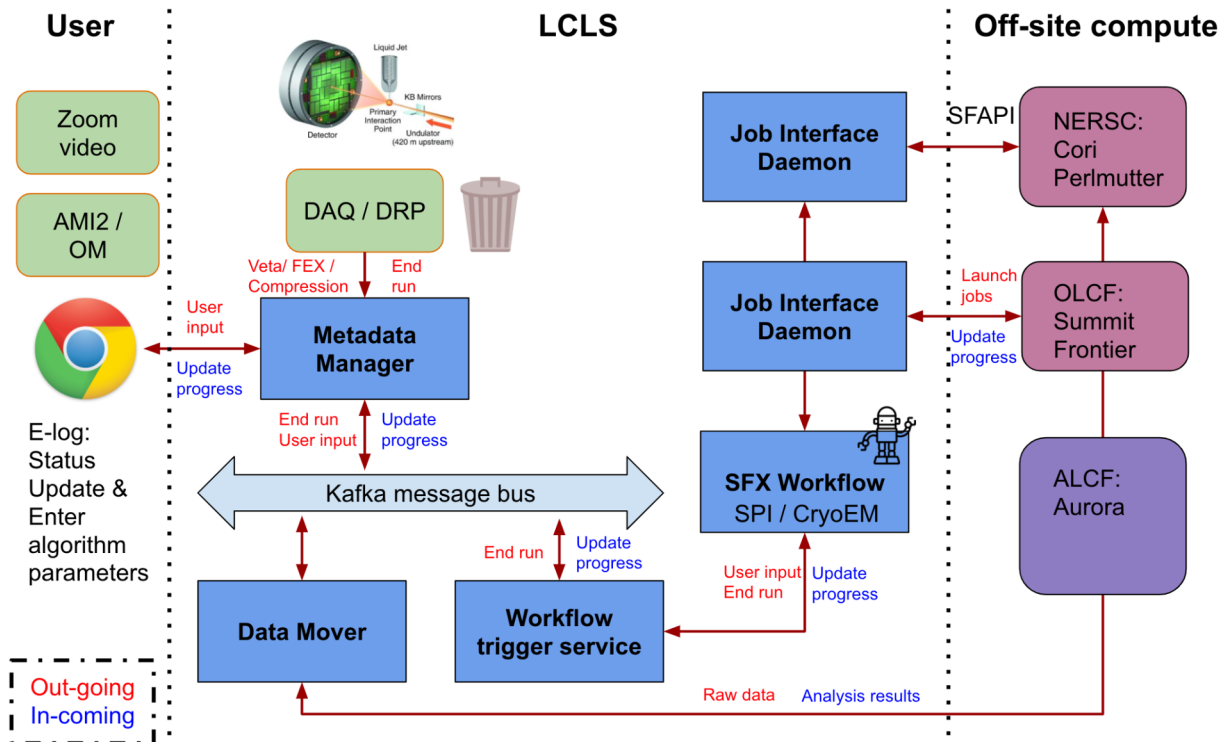 User
LCLS
Off-site compute
Zoom
video
AMI2 /
OM
User
input
Update
progress
E-log:
Status
Update &
Enter
algorithm
parameters
Out-going
In-coming
Liquid Jet
KB Mirrors
Detector
Primary
Interaction
Point
Undulator
(420 m upstream)
DAQ / DRP
Veta/ FEX /
Compression
End
run
Metadata
Manager
End run
User input
Update
progress
Kafka message bus
End run
Update
progress
Data Mover
Workflow
trigger service
Job Interface
Daemon
Job Interface
Daemon
SFX Workflow
SPI / CryoEM
User input
End run
Update
progress
Raw data
Analysis results
SFAPI
Launch
jobs
Update
progress
NERSC:
Cori
Perlmutter
OLCF:
Summit
Frontier
ALCF:
Aurora